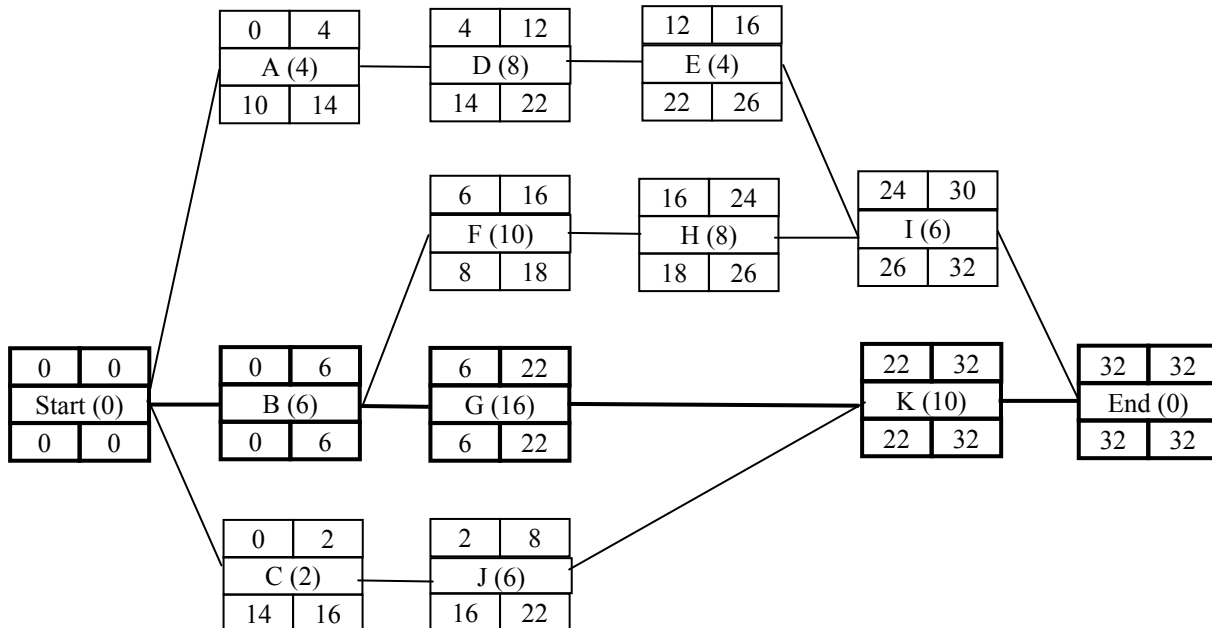 0 4
A (4)
10 14
4 12
D (8)
14 22
12 16
E (4)
22 26
6 16
F (10)
8 18
16 24
H (8)
18 26
24 30
I (6)
26 32
0 0
Start (0)
0 0
0 6
B (6)
0 6
6 22
G (16)
6 22
22 32
K (10)
22 32
32 32
End (0)
32 32
0 2
C (2)
14 16
2 8
J (6)
16 22